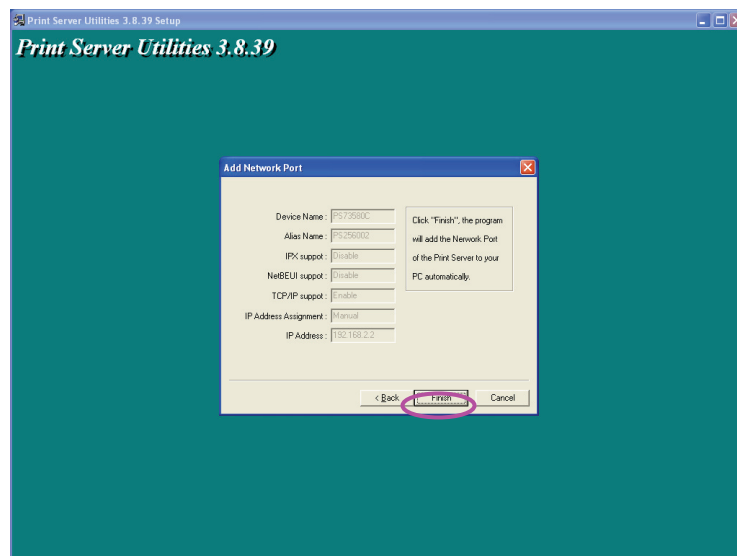 Print Server Utilities 3.8.39 Setup
Print Server Utilities 3.8.39
Add Network Port
Device Name : PS73580C
Alias Name : PS256002
IPX suppot : Disable
NetBEUI suppot : Disable
TCP/IP suppot : Enable
IP Address Assignment : Manual
IP Address : 192.168.2.2
Click "Finish", the program
will add the Nerwork Port
of the Print Server to your
PC automatically.
< Back Finish Cancel